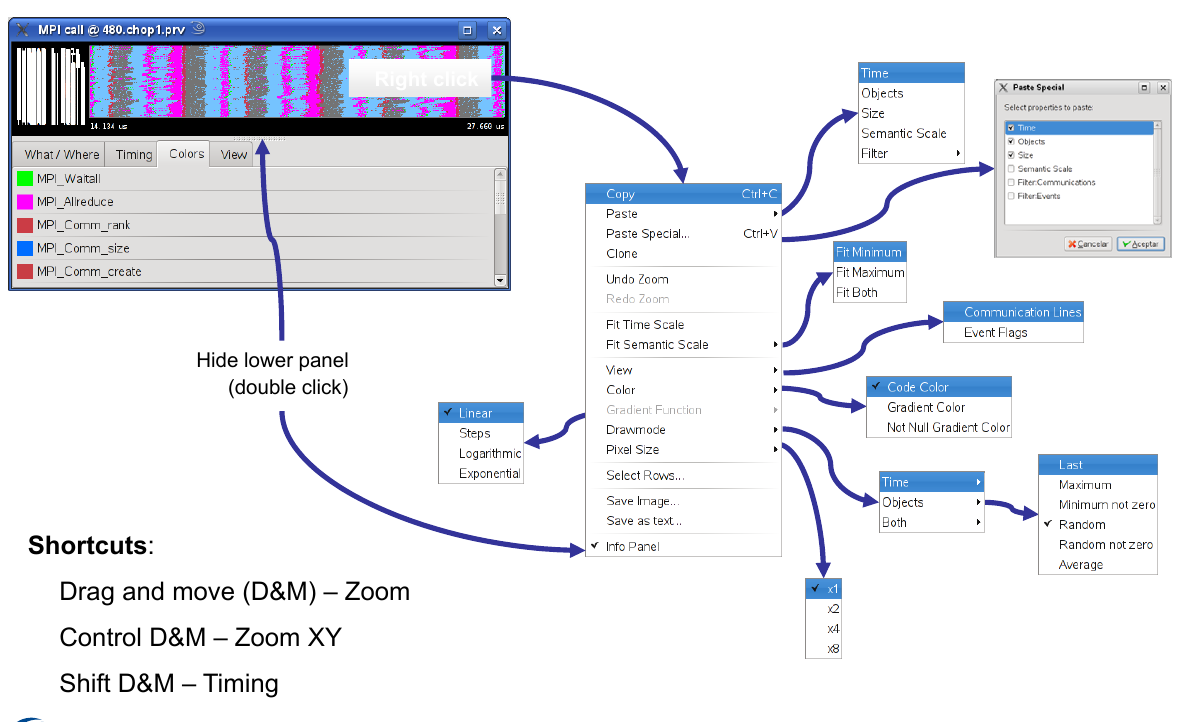 MPI call @ 480.chop1.prv
Right click
14.134 us
27.660 us
What / Where
Timing
Colors
View
MPI_Waitall
MPI_Allreduce
MPI_Comm_rank
MPI_Comm_size
MPI_Comm_create
Hide lower panel
(double click)
Copy Ctrl+C
Paste
Paste Special... Ctrl+V
Clone
Undo Zoom
Redo Zoom
Fit Time Scale
Fit Semantic Scale
View
Color
Gradient Function
Drawmode
Pixel Size
Select Rows...
Save Image...
Save as text...
Info Panel
Time
Objects
Size
Semantic Scale
Filter
Paste Special
Select properties to paste:
Time
Objects
Size
Semantic Scale
Filter:Communications
Filter:Events
Cancelar
Aceptar
Fit Minimum
Fit Maximum
Fit Both
Communication Lines
Event Flags
Code Color
Gradient Color
Not Null Gradient Color
Linear
Steps
Logarithmic
Exponential
Time
Objects
Both
Last
Maximum
Minimum not zero
Random
Random not zero
Average
x1
x2
x4
x8
Shortcuts:
Drag and move (D&M) – Zoom
Control D&M – Zoom XY
Shift D&M – Timing